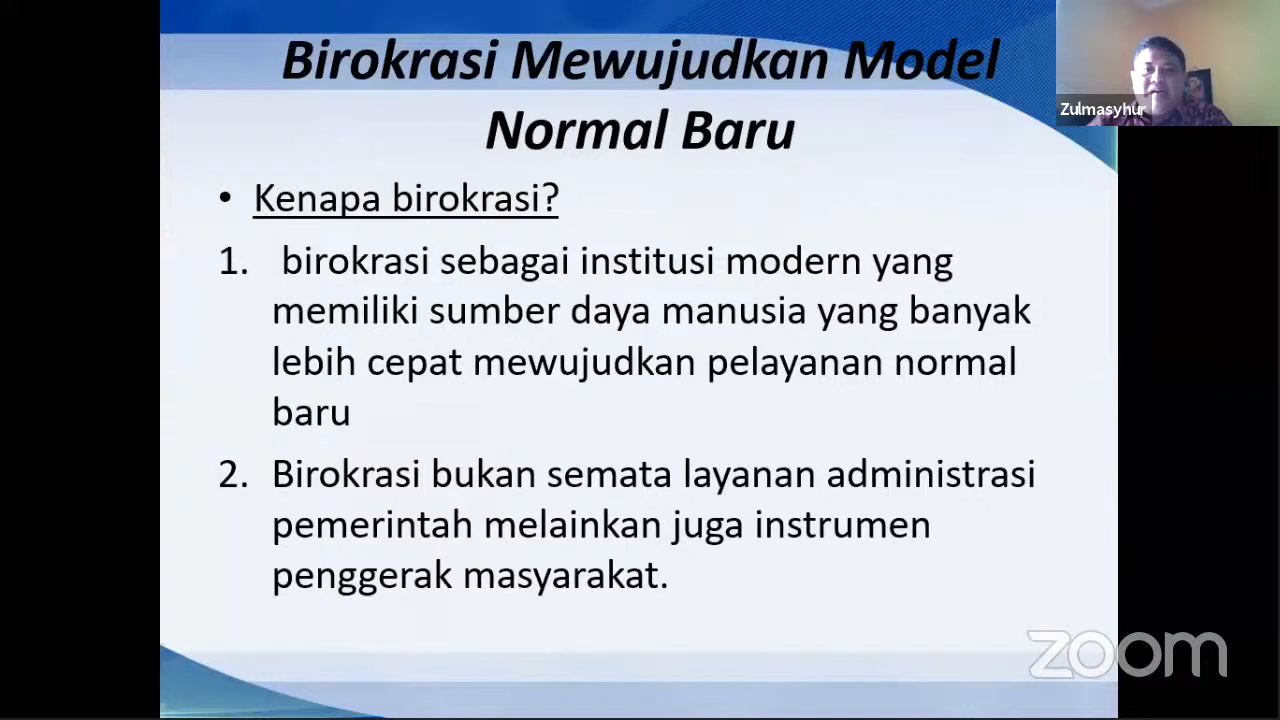 Birokrasi Mewujudkan Model
Normal Baru
Zulmasyhur
• Kenapa birokrasi?
1. birokrasi sebagai institusi modern yang
memiliki sumber daya manusia yang banyak
lebih cepat mewujudkan pelayanan normal
baru
2. Birokrasi bukan semata layanan administrasi
pemerintah melainkan juga instrumen
penggerak masyarakat.
zoom